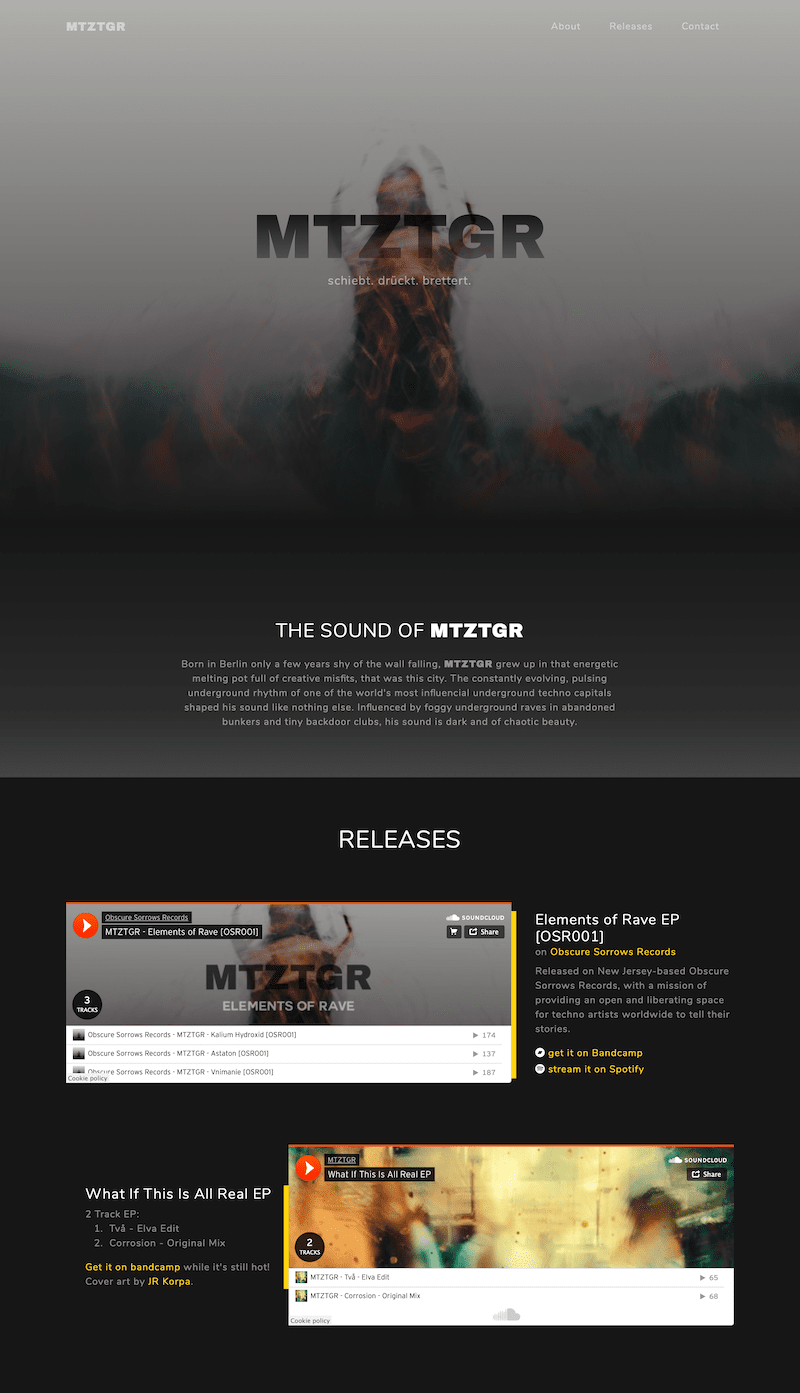 MTZTGR
About Releases Contact
MTZTGR
schiebt. drückt. brettert.
THE SOUND OF MTZTGR
Born in Berlin only a few years shy of the wall falling, MTZTGR grew up in that energetic
melting pot full of creative misfits, that was this city. The constantly evolving, pulsing
underground rhythm of one of the world's most influencial underground techno capitals
shaped his sound like nothing else. Influenced by foggy underground raves in abandoned
bunkers and tiny backdoor clubs, his sound is dark and of chaotic beauty.
RELEASES
Obscure Sorrows Records
MTZTGR - Elements of Rave [OSR001]
SOUNDCLOUD
Share
MTZTGR
ELEMENTS OF RAVE
3
TRACKS
Obscure Sorrows Records - MTZTGR - Kalium Hydroxid [OSR001] 174
Obscure Sorrows Records - MTZTGR - Astaton [OSR001] 137
Obscure Sorrows Records - MTZTGR - Vnimanie [OSR001] 187
Cookie policy
Elements of Rave EP
[OSR001]
on Obscure Sorrows Records
Released on New Jersey-based Obscure
Sorrows Records, with a mission of
providing an open and liberating space
for techno artists worldwide to tell their
stories.
get it on Bandcamp
stream it on Spotify
What If This Is All Real EP
2 Track EP:
1. Två - Elva Edit
2. Corrosion - Original Mix
Get it on bandcamp while it's still hot!
Cover art by JR Korpa.
MTZTGR
What If This Is All Real EP
SOUNDCLOUD
Share
2
TRACKS
MTZTGR - Två - Elva Edit 65
MTZTGR - Corrosion - Original Mix 68
Cookie policy